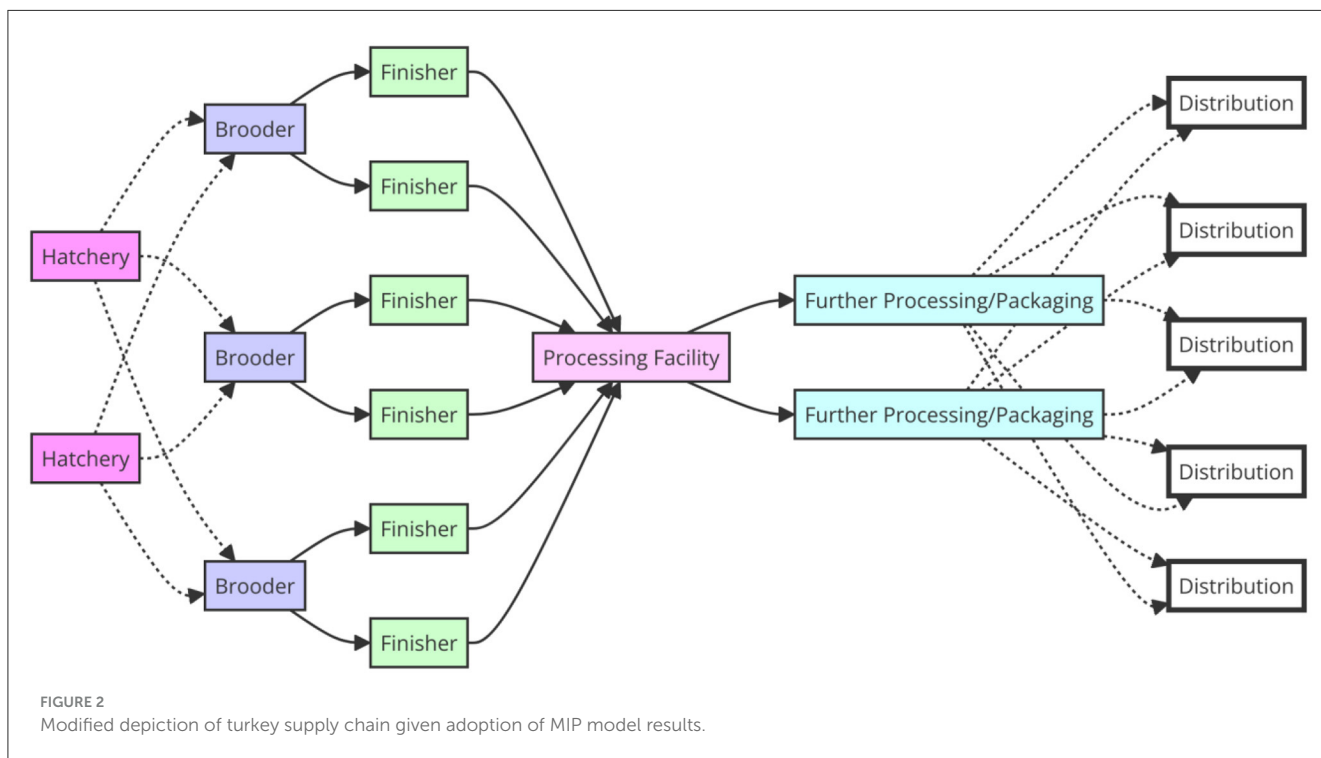 Hatchery
Hatchery
Brooder
Brooder
Brooder
Finisher
Finisher
Finisher
Finisher
Finisher
Finisher
Processing Facility
Further Processing/Packaging
Further Processing/Packaging
Distribution
Distribution
Distribution
Distribution
Distribution
FIGURE 2
Modified depiction of turkey supply chain given adoption of MIP model results.